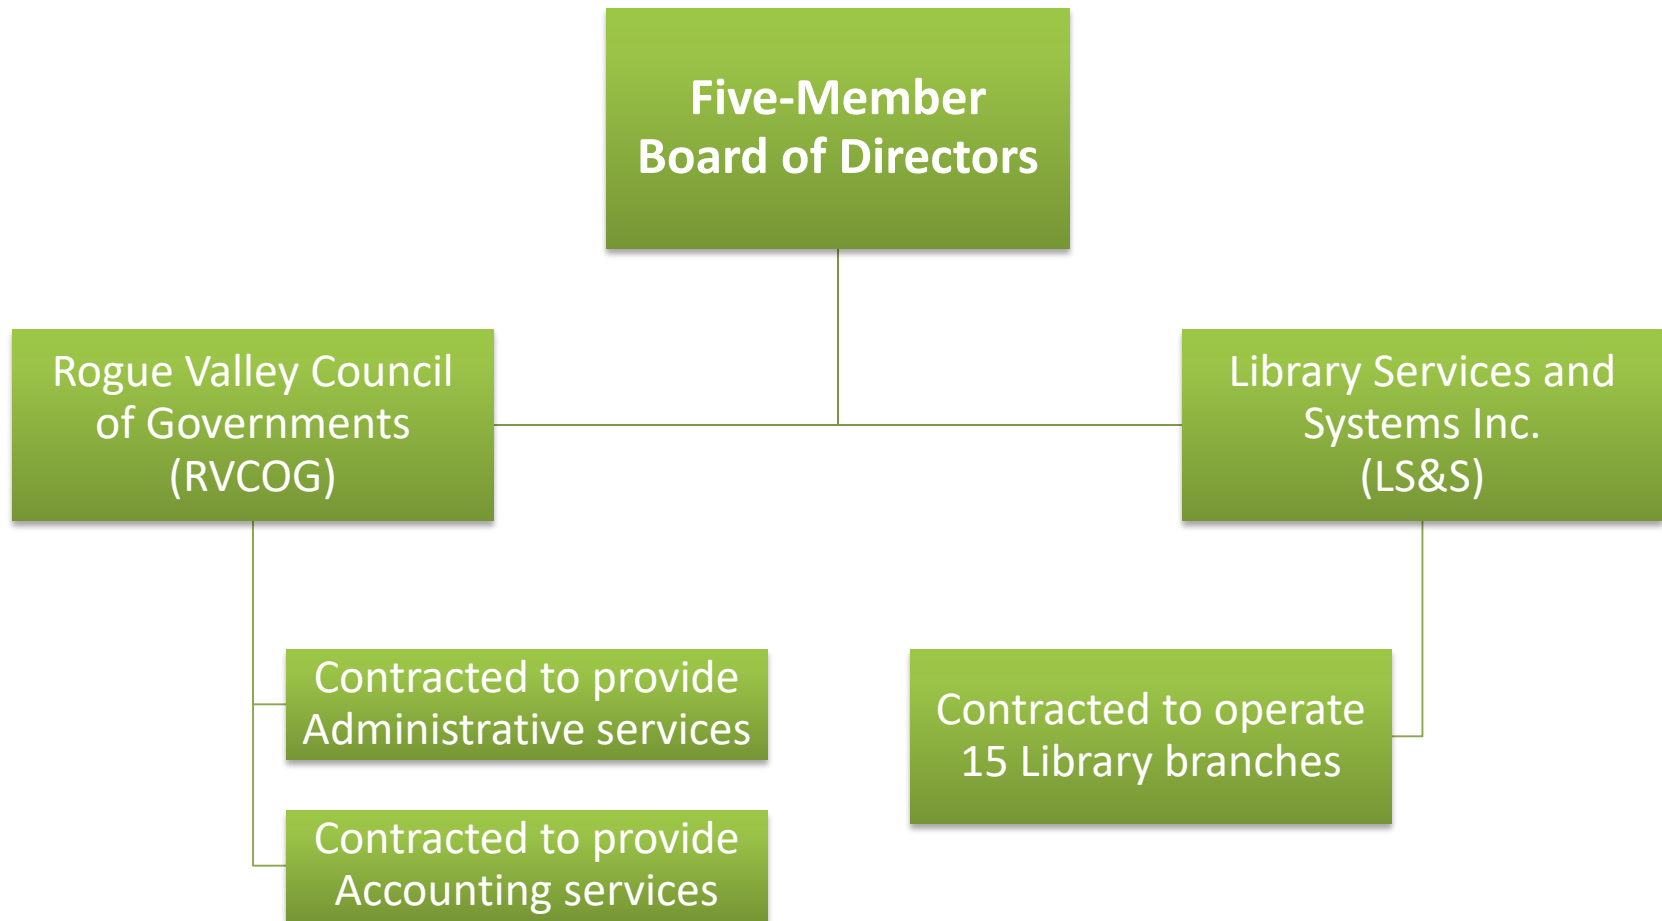 Five-Member
Board of Directors
Rogue Valley Council
of Governments
(RVCOG)
Library Services and
Systems Inc.
(LS&S)
Contracted to provide
Administrative services
Contracted to operate
15 Library branches
Contracted to provide
Accounting services